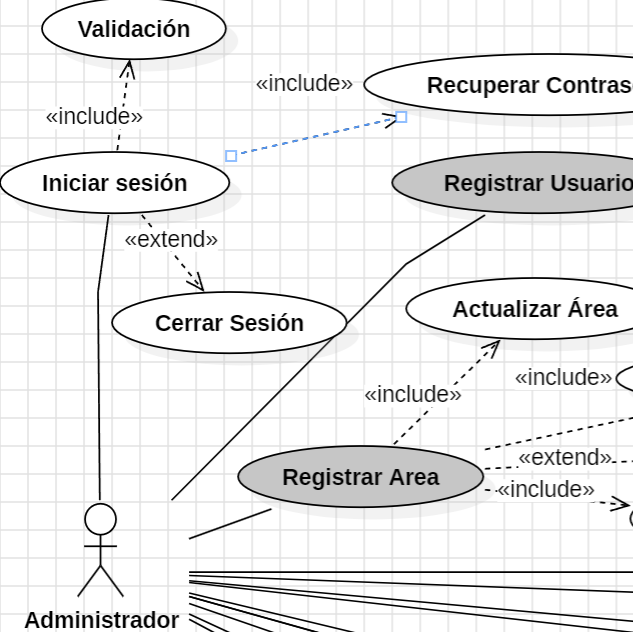 Validación
«include»
Recuperar
«include»
Iniciar sesión
Registrar Usuario
«extend»
Cerrar Sesión
Actualizar Área
«include»
«include»
Registrar Area
«extend»
«include»
Administrador